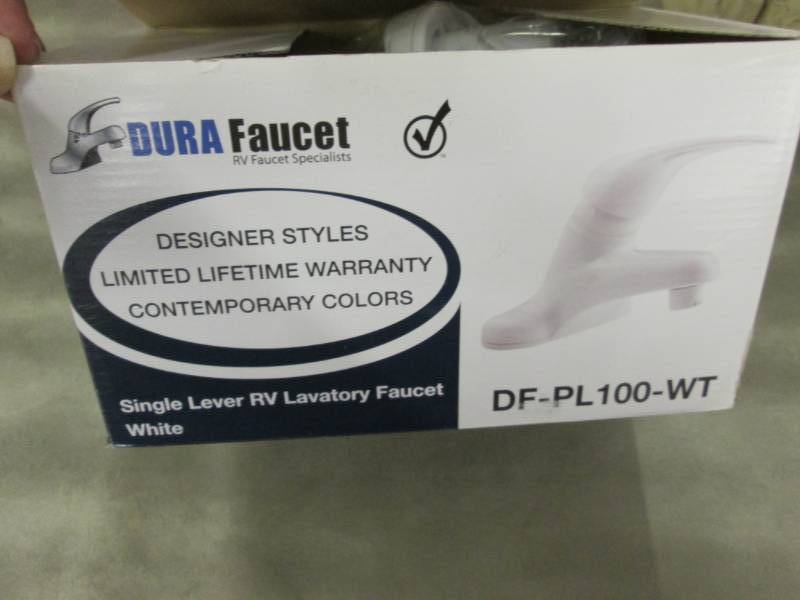 DURA Faucet
RV Faucet Specialists
DESIGNER STYLES
LIMITED LIFETIME WARRANTY
CONTEMPORARY COLORS
Single Lever RV Lavatory Faucet
White
DF-PL100-WT